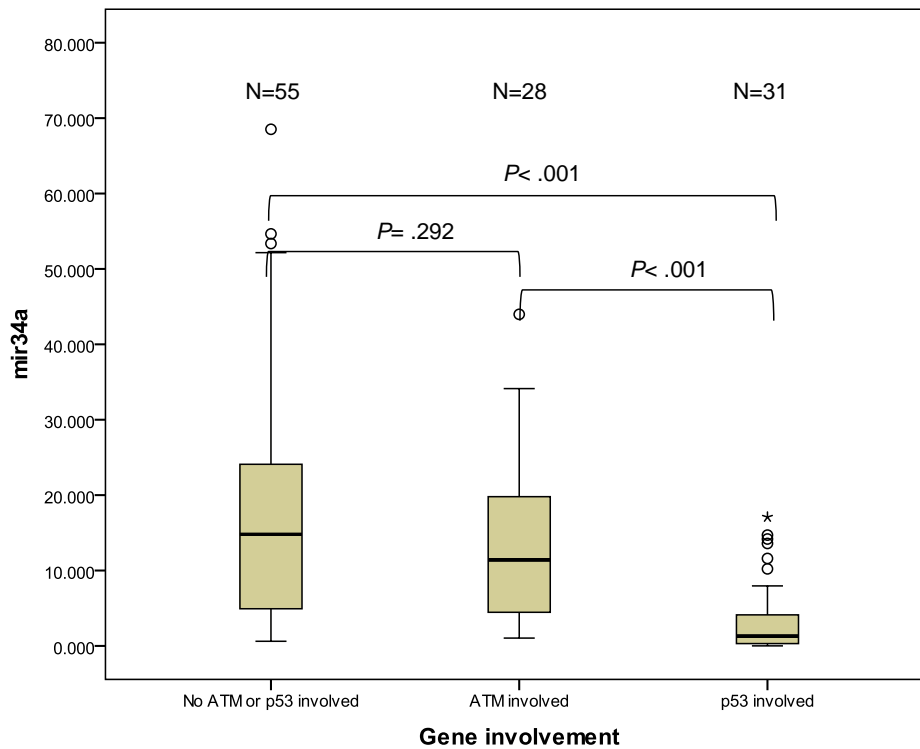 80.000
N=55 N=28 N=31
70.000
P< .001
60.000
P= .292
P< .001
50.000
40.000
30.000
20.000
10.000
0.000
mir34a
No ATM or p53 involved ATM involved p53 involved
Gene involvement